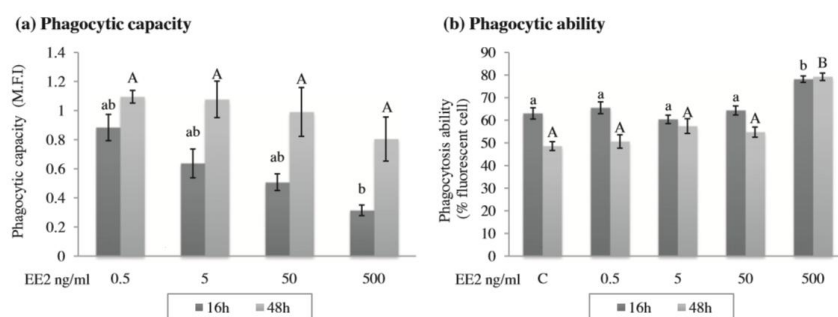 (a) Phagocytic capacity
Phagocytic capacity (M.F.I)
1.4
1.2
1
0.8
0.6
0.4
0.2
0
ab A
ab A
ab A
b A
EE2 ng/ml 0.5 5 50 500
16h 48h
(b) Phagocytic ability
Phagocytosis ability
(% fluorescent cell)
90
80
70
60
50
40
30
20
10
0
a A
a A
a A
a A
b B
EE2 ng/ml C 0.5 5 50 500
16h 48h